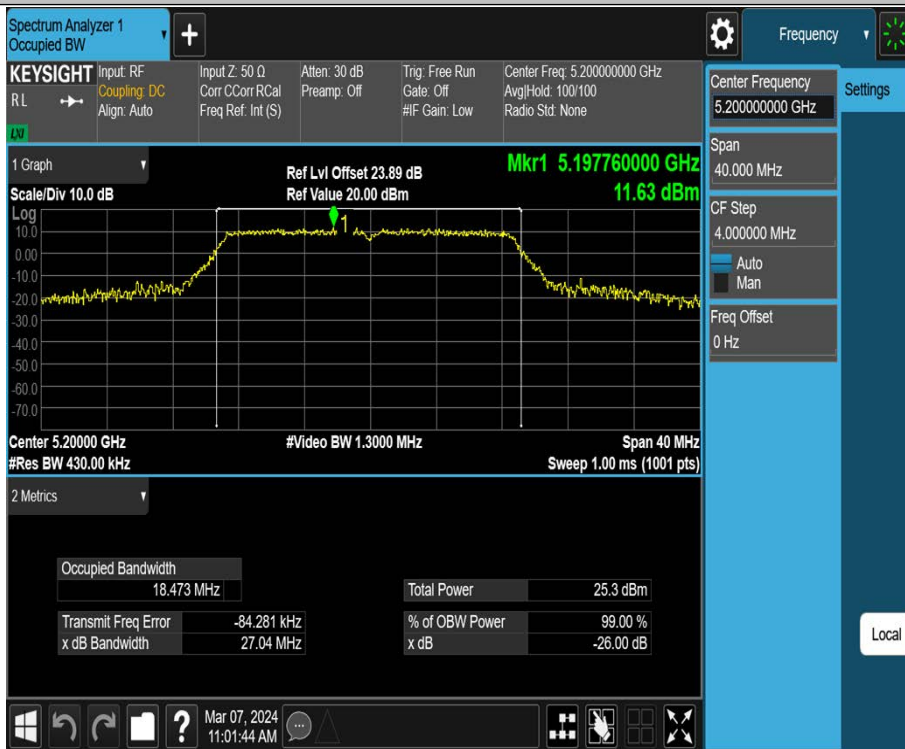 Spectrum Analyzer 1
Occupied BW
+
Frequency
KEYSIGHT
R L
LXI
Input: RF
Coupling: DC
Align: Auto
Input Z: 50 Ω
Corr CCorr RCal
Freq Ref: Int (S)
Atten: 30 dB
Preamp: Off
Trig: Free Run
Gate: Off
#IF Gain: Low
Center Freq: 5.200000000 GHz
Avg|Hold: 100/100
Radio Std: None
Center Frequency
5.200000000 GHz
Settings
Span
40.000 MHz
CF Step
4.000000 MHz
Auto
Man
Freq Offset
0 Hz
Local
1 Graph
Scale/Div 10.0 dB
Ref Lvl Offset 23.89 dB
Ref Value 20.00 dBm
Mkr1 5.197760000 GHz
11.63 dBm
Log
10.0
0.00
-10.0
-20.0
-30.0
-40.0
-50.0
-60.0
-70.0
1
Center 5.20000 GHz
#Video BW 1.3000 MHz
Span 40 MHz
#Res BW 430.00 kHz
Sweep 1.00 ms (1001 pts)
2 Metrics
Occupied Bandwidth
18.473 MHz
Total Power 25.3 dBm
Transmit Freq Error -84.281 kHz
% of OBW Power 99.00 %
x dB Bandwidth 27.04 MHz
x dB -26.00 dB
?
Mar 07, 2024
11:01:44 AM